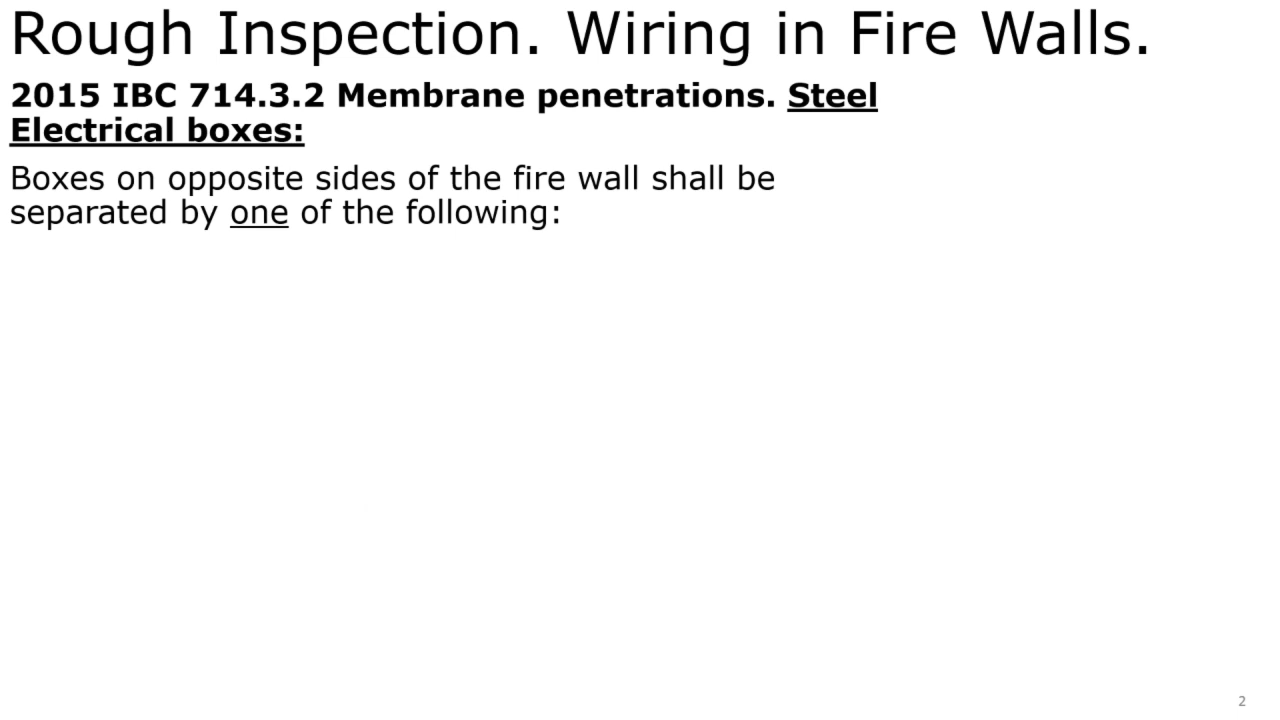 Rough Inspection. Wiring in Fire Walls.
2015 IBC 714.3.2 Membrane penetrations. Steel
Electrical boxes:
Boxes on opposite sides of the fire wall shall be
separated by one of the following:
2